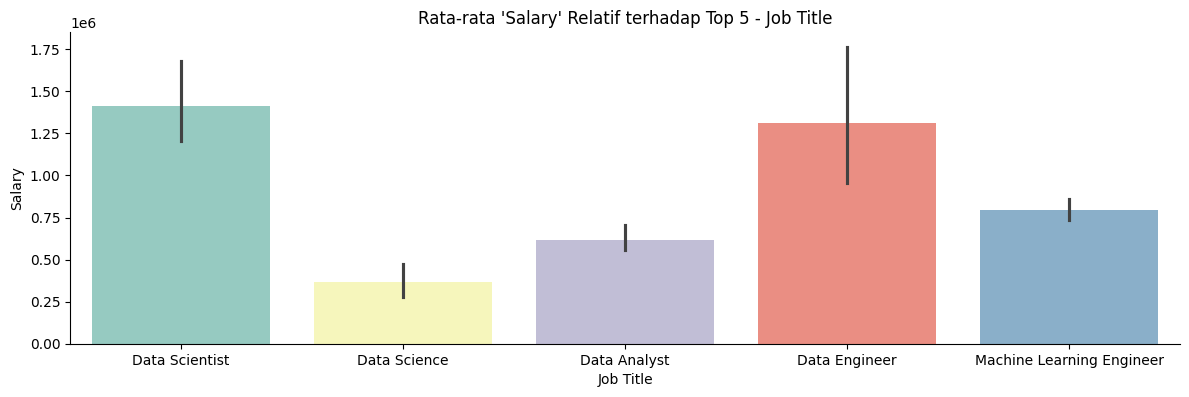 Rata-rata 'Salary' Relatif terhadap Top 5 - Job Title
1e6
1.75
1.50
1.25
1.00
0.75
0.50
0.25
0.00
Salary
Data Scientist
Data Science
Data Analyst
Data Engineer
Machine Learning Engineer
Job Title